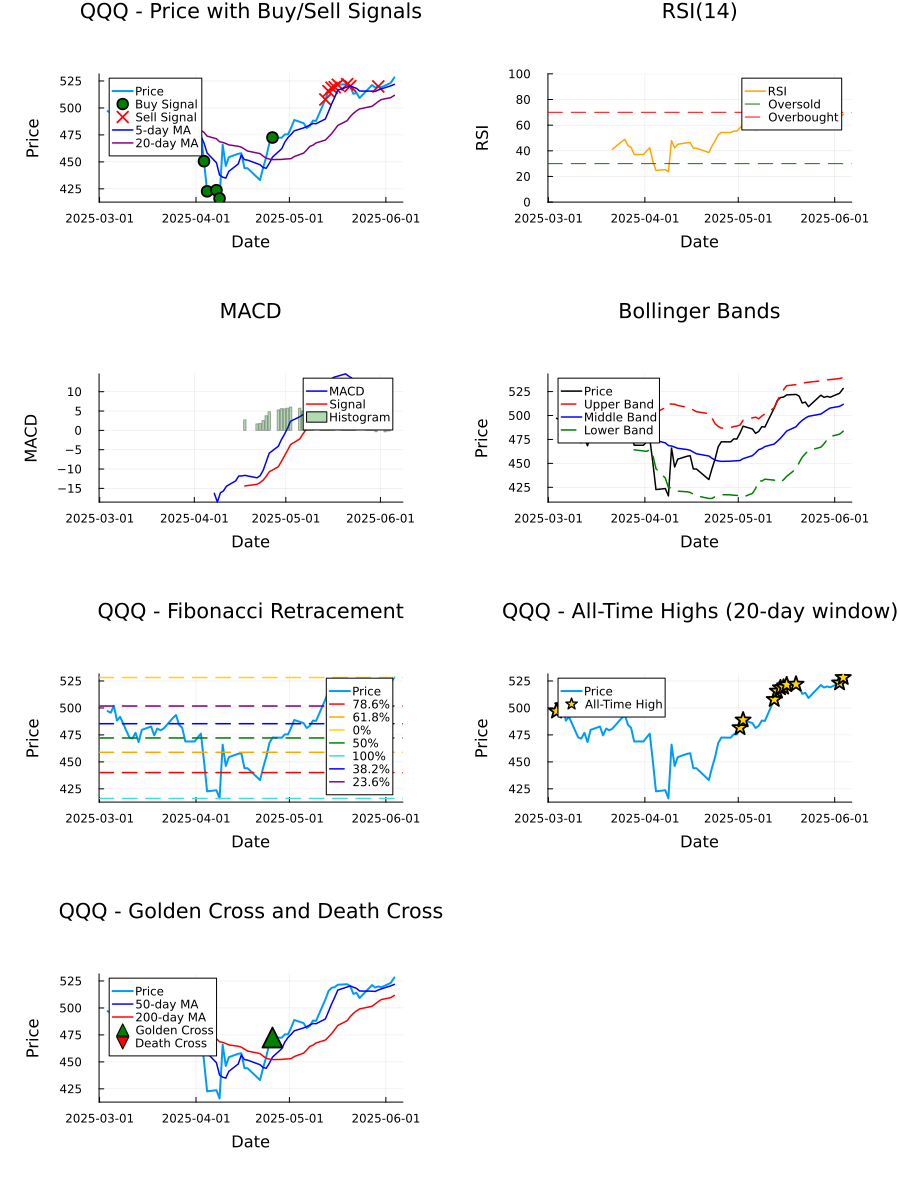 QQQ - Price with Buy/Sell Signals
Price
525
500
475
450
425
Price
Buy Signal
Sell Signal
5-day MA
20-day MA
2025-03-01 2025-04-01 2025-05-01 2025-06-01
Date
RSI(14)
RSI
100
80
60
40
20
0
RSI
Oversold
Overbought
2025-03-01 2025-04-01 2025-05-01 2025-06-01
Date
MACD
MACD
10
5
0
−5
−10
−15
MACD
Signal
Histogram
2025-03-01 2025-04-01 2025-05-01 2025-06-01
Date
Bollinger Bands
Price
525
500
475
450
425
Price
Upper Band
Middle Band
Lower Band
2025-03-01 2025-04-01 2025-05-01 2025-06-01
Date
QQQ - Fibonacci Retracement
Price
525
500
475
450
425
Price
78.6%
61.8%
0%
50%
100%
38.2%
23.6%
2025-03-01 2025-04-01 2025-05-01 2025-06-01
Date
QQQ - All-Time Highs (20-day window)
Price
525
500
475
450
425
Price
All-Time High
2025-03-01 2025-04-01 2025-05-01 2025-06-01
Date
QQQ - Golden Cross and Death Cross
Price
525
500
475
450
425
Price
50-day MA
200-day MA
Golden Cross
Death Cross
2025-03-01 2025-04-01 2025-05-01 2025-06-01
Date